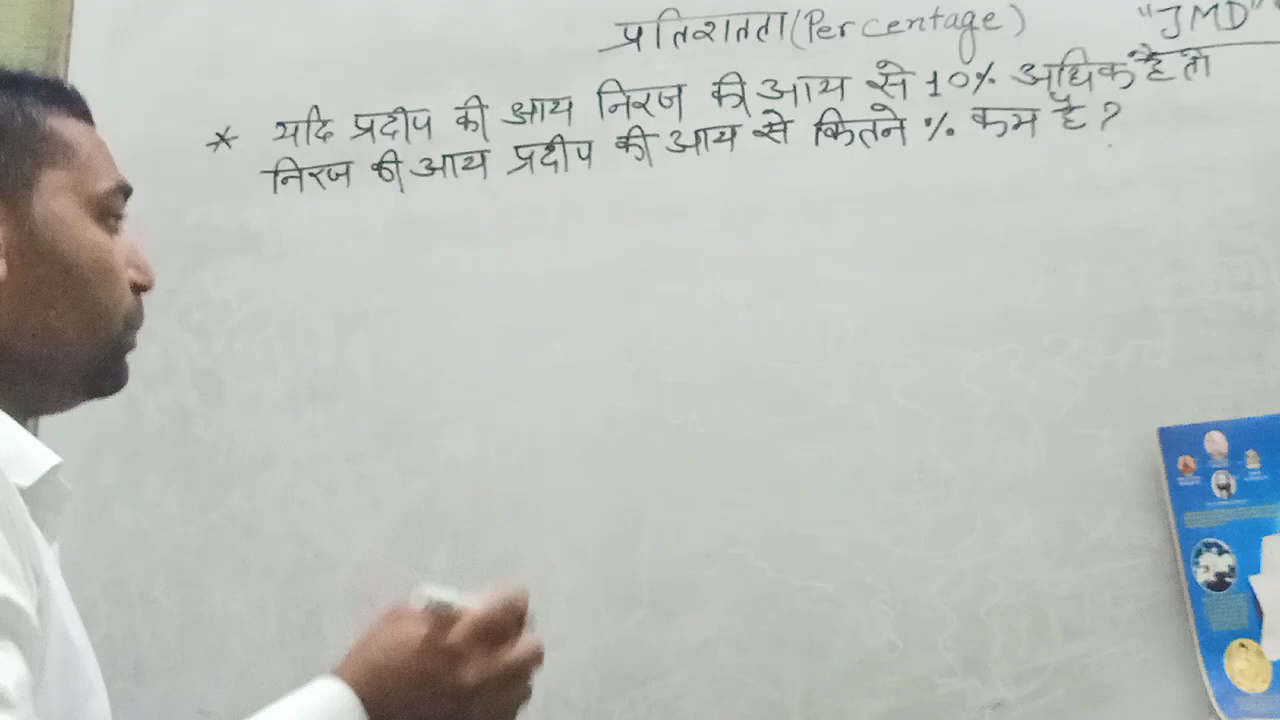 प्रतिशतता (Percentage) "JMD"
* यदि प्रदीप की आय निरज की आय से 10% अधिक है तो
निरज की आय प्रदीप की आय से कितने % कम है ?